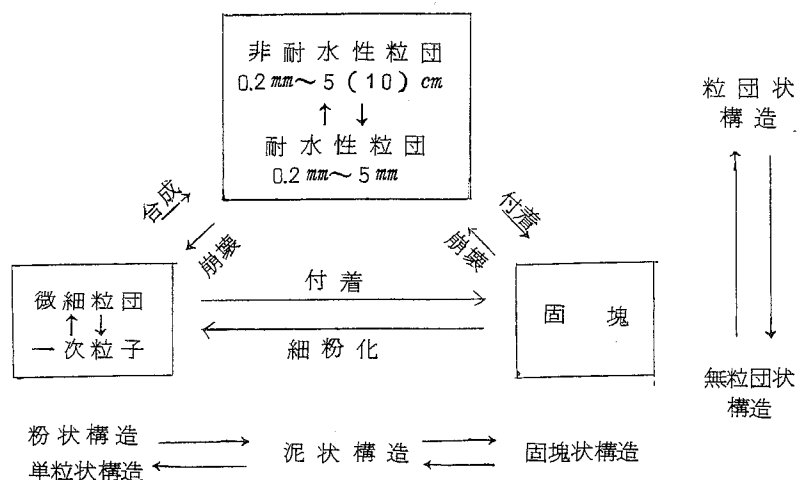 非耐水性粒団
0.2mm～5(10)cm
↑↓
耐水性粒団
0.2mm～5mm
粒団状
構造
合成
崩壊
付着
崩壊
微細粒団
↑↓
一次粒子
付着
細粉化
固塊
無粒団状
構造
粉状構造
単粒状構造
泥状構造
固塊状構造